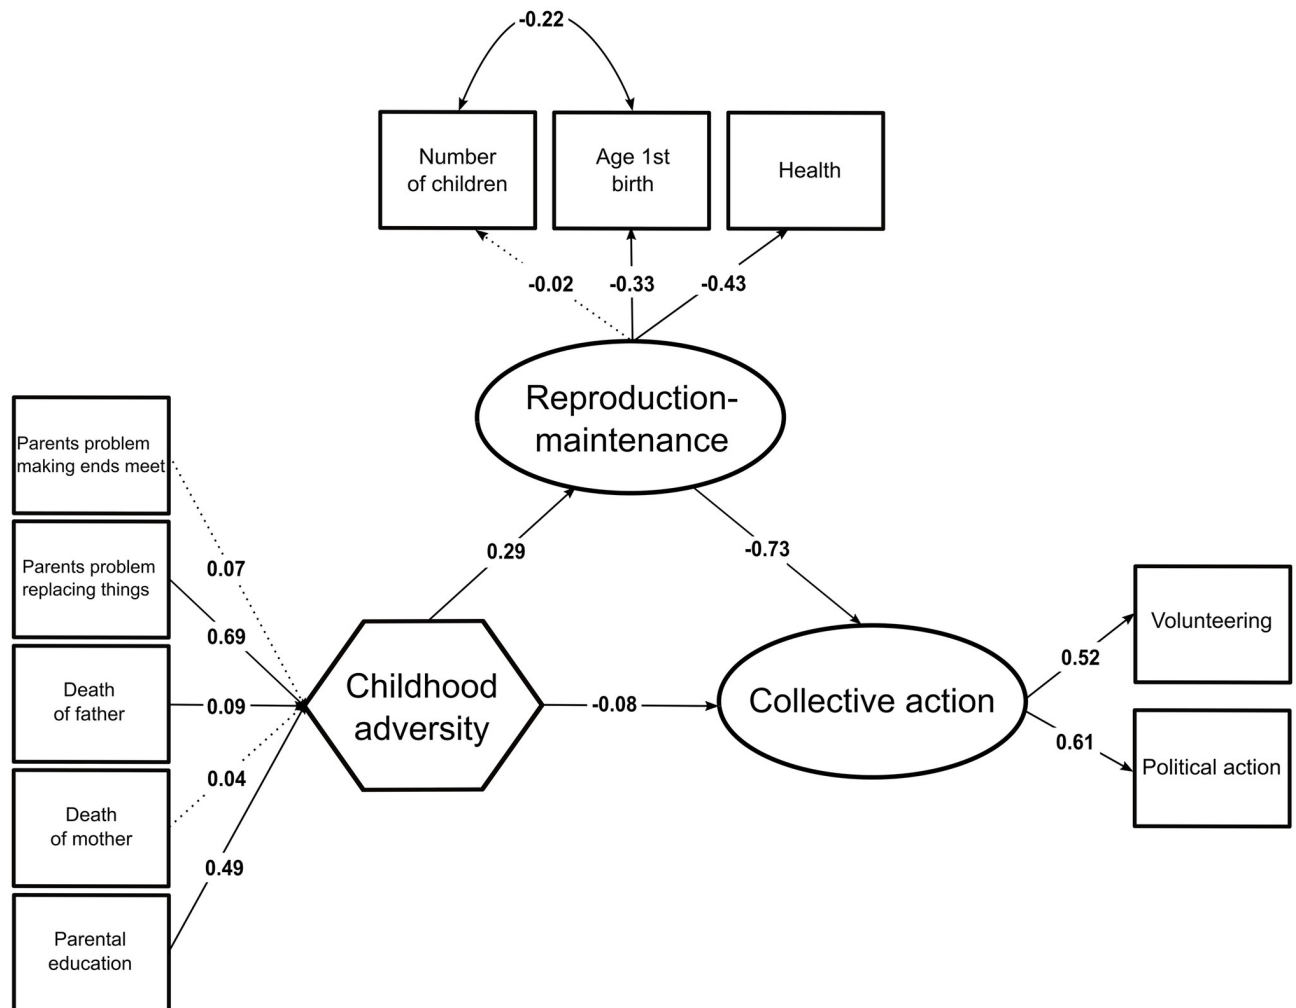 -0.22
Number
of children
Age 1st
birth
Health
-0.02
-0.33
-0.43
Reproduction-
maintenance
Parents problem
making ends meet
Parents problem
replacing things
Death
of father
Death
of mother
Parental
education
0.07
0.69
0.09
0.04
0.49
Childhood
adversity
0.29
-0.73
-0.08
Collective action
0.52
0.61
Volunteering
Political action